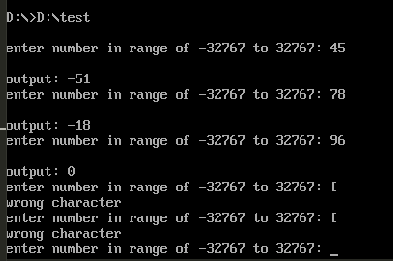 D:\>D:\test
enter number in range of -32767 to 32767: 45
output: -51
enter number in range of -32767 to 32767: 78
output: -18
enter number in range of -32767 to 32767: 96
output: 0
enter number in range of -32767 to 32767: [
wrong character
enter number in range of -32767 to 32767: [
wrong character
enter number in range of -32767 to 32767: _